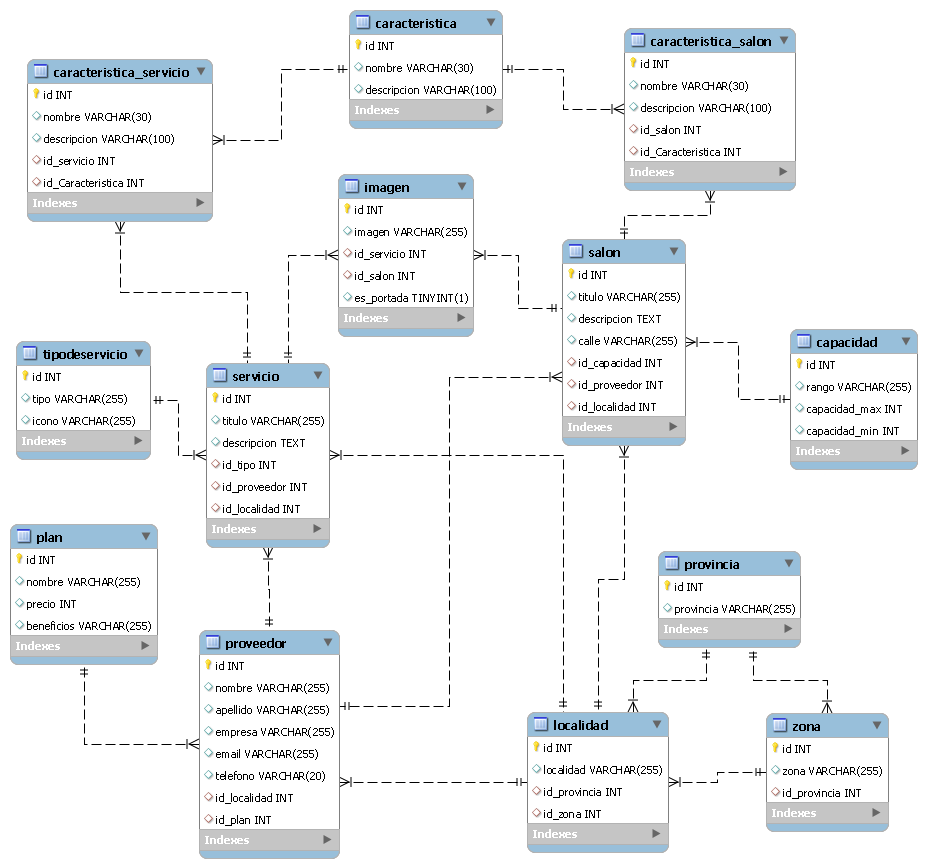 caracteristica
id INT
nombre VARCHAR(30)
descripcion VARCHAR(100)
Indexes
caracteristica_salon
id INT
nombre VARCHAR(30)
descripcion VARCHAR(100)
id_salon INT
id_Caracteristica INT
Indexes
caracteristica_servicio
id INT
nombre VARCHAR(30)
descripcion VARCHAR(100)
id_servicio INT
id_Caracteristica INT
Indexes
imagen
id INT
imagen VARCHAR(255)
id_servicio INT
id_salon INT
es_portada TINYINT(1)
Indexes
salon
id INT
titulo VARCHAR(255)
descripcion TEXT
calle VARCHAR(255)
id_capacidad INT
id_proveedor INT
id_localidad INT
Indexes
capacidad
id INT
rango VARCHAR(255)
capacidad_max INT
capacidad_min INT
Indexes
tipodeservicio
id INT
tipo VARCHAR(255)
icono VARCHAR(255)
Indexes
servicio
id INT
titulo VARCHAR(255)
descripcion TEXT
id_tipo INT
id_proveedor INT
id_localidad INT
Indexes
plan
id INT
nombre VARCHAR(255)
precio INT
beneficios VARCHAR(255)
Indexes
provincia
id INT
provincia VARCHAR(255)
Indexes
proveedor
id INT
nombre VARCHAR(255)
apellido VARCHAR(255)
empresa VARCHAR(255)
email VARCHAR(255)
telefono VARCHAR(20)
id_localidad INT
id_plan INT
Indexes
localidad
id INT
localidad VARCHAR(255)
id_provincia INT
id_zona INT
Indexes
zona
id INT
zona VARCHAR(255)
id_provincia INT
Indexes